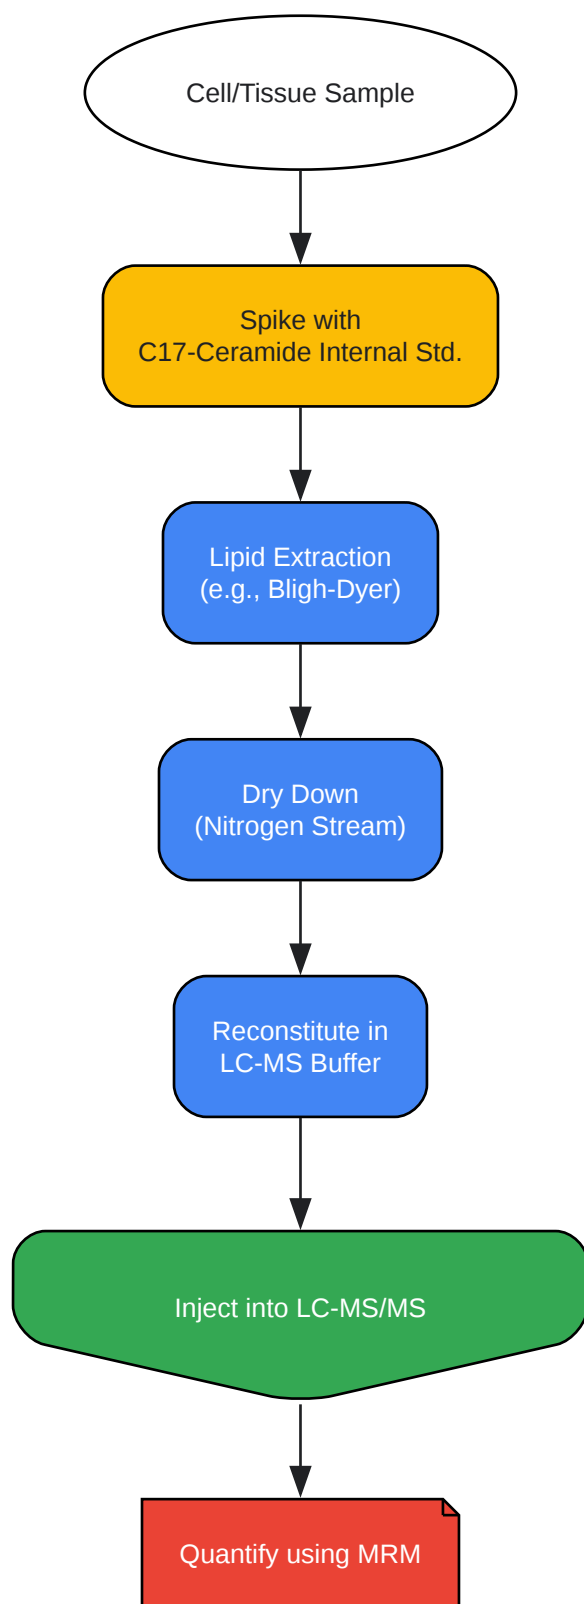 Cell/Tissue Sample
Spike with
C17-Ceramide Internal Std.
Lipid Extraction
(e.g., Bligh-Dyer)
Dry Down
(Nitrogen Stream)
Reconstitute in
LC-MS Buffer
Inject into LC-MS/MS
Quantify using MRM